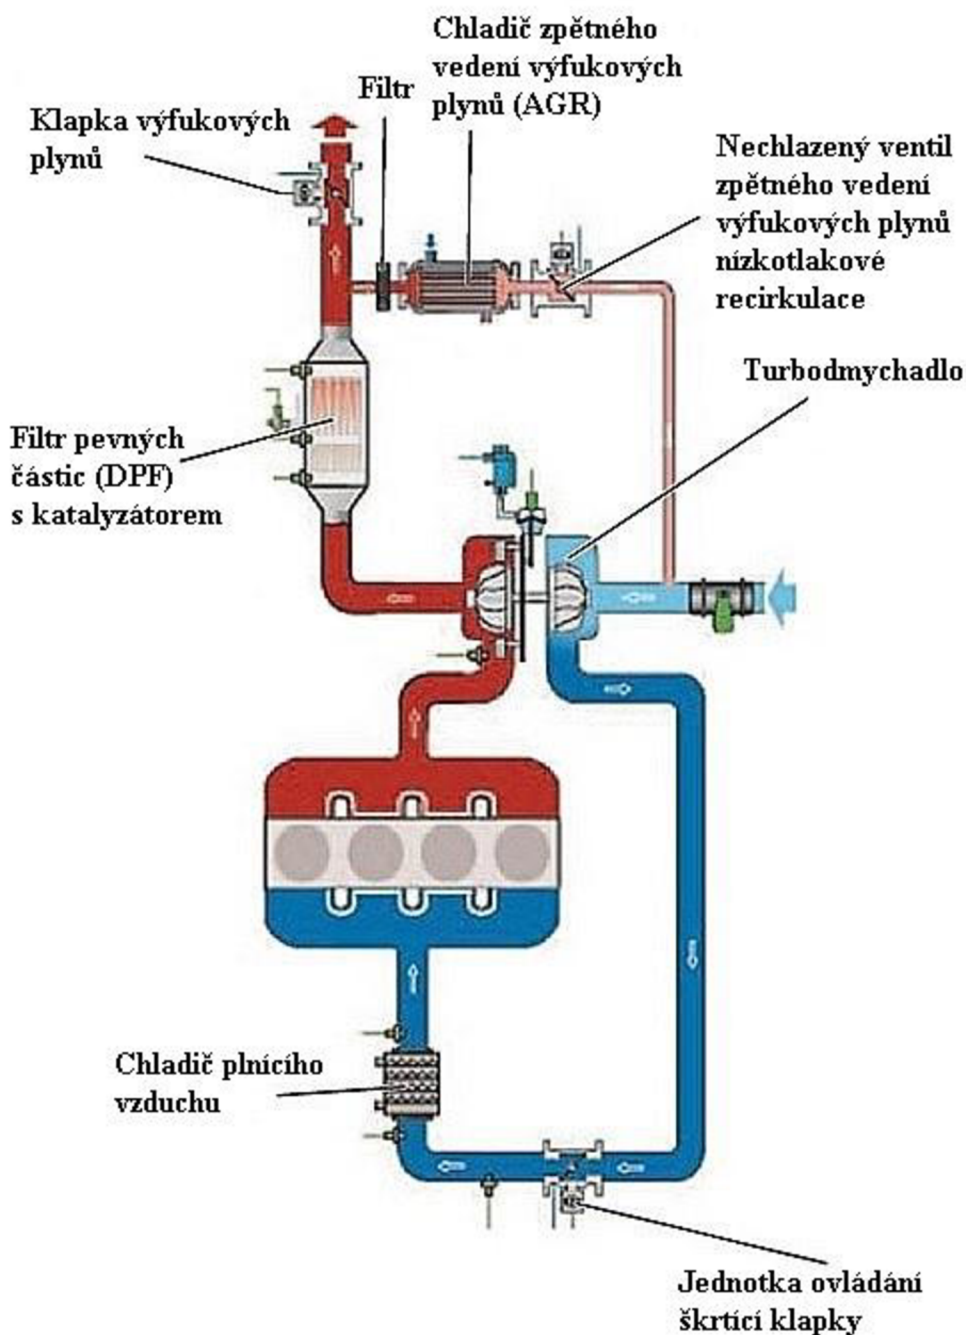 Chladič zpětného
vedení výfukových
plynů (AGR)
Filtr
Klapka výfukových
plynů
Nechlazený ventil
zpětného vedení
výfukových plynů
nízkotlakové
recirkulace
Turbodmychadlo
Filtr pevných
částic (DPF)
s katalyzátorem
Chladič plnícího
vzduchu
Jednotka ovládání
škrtící klapky